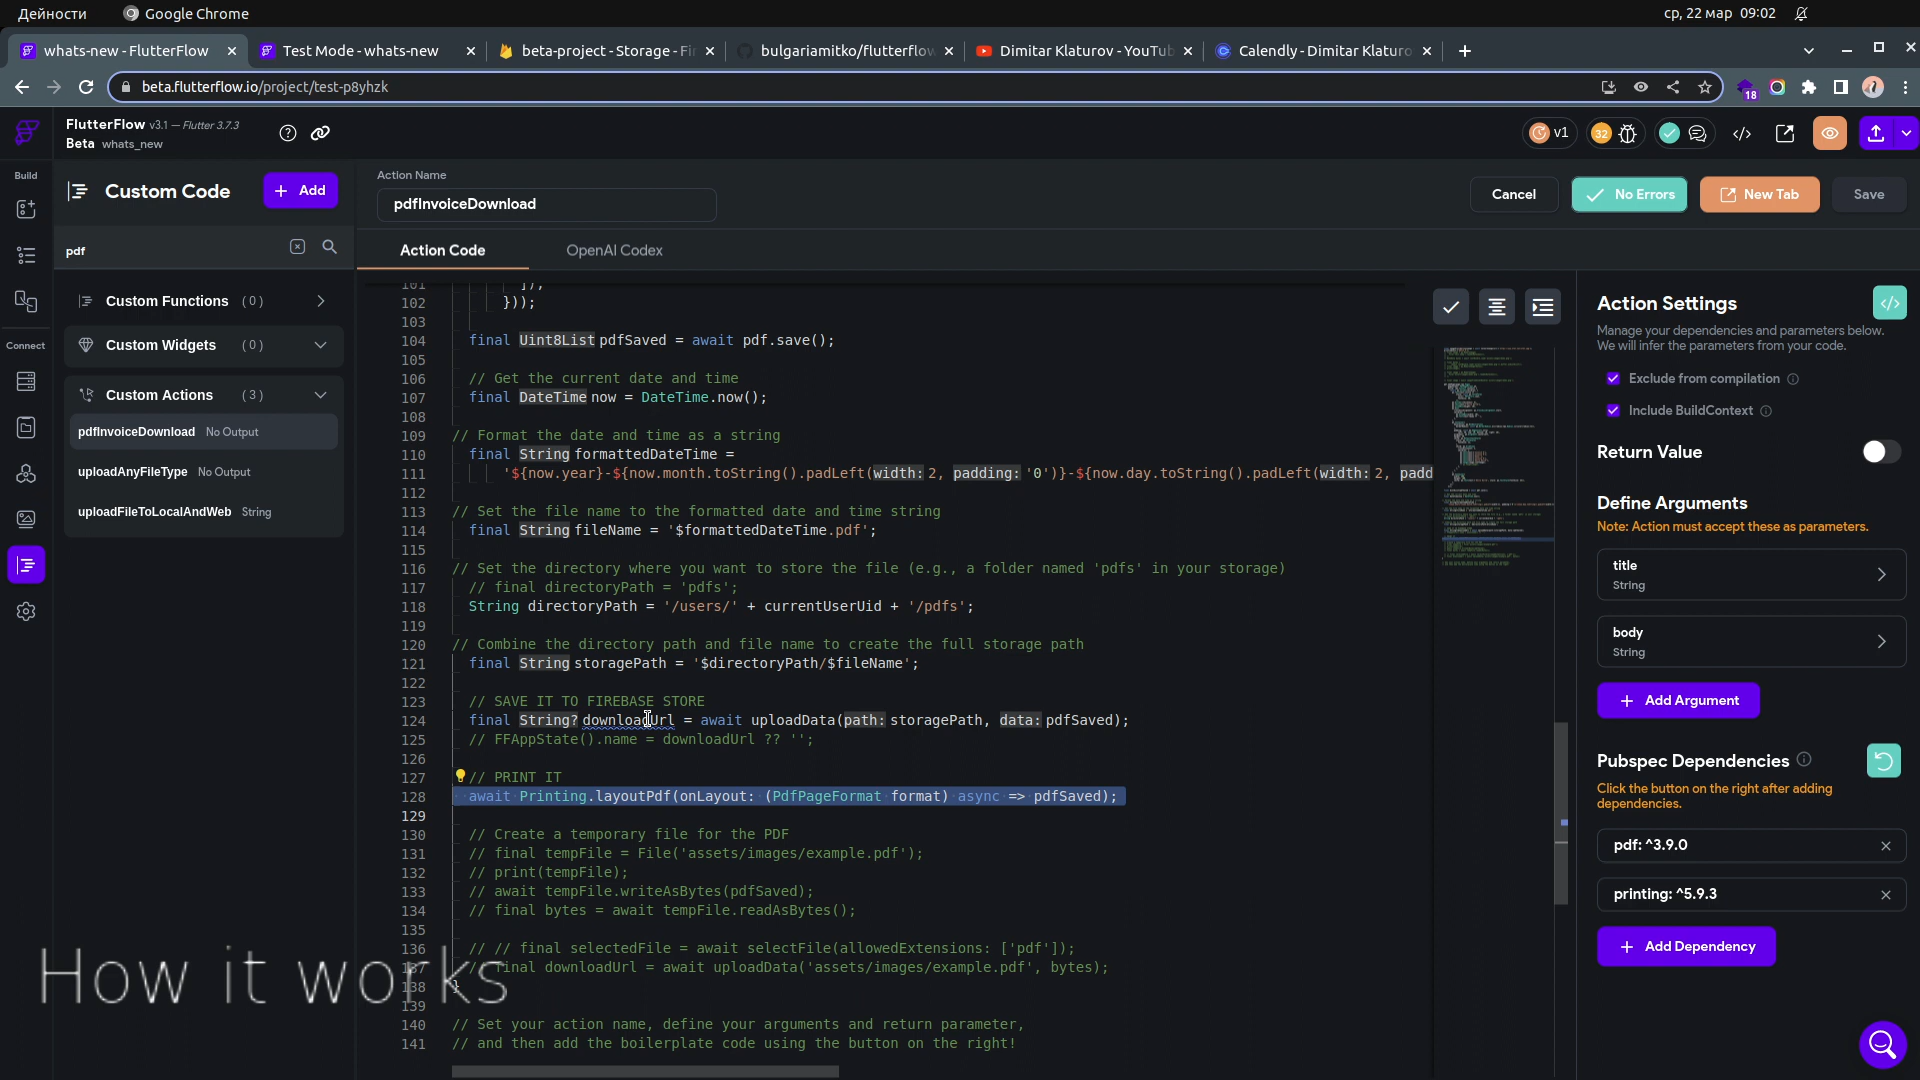 Дейности
Google Chrome
ср, 22 мар 09:02
whats-new - FlutterFlow
Test Mode - whats-new
beta-project - Storage - Fir
bulgariamitko/flutterflow
Dimitar Klaturov - YouTub
Calendly - Dimitar Klaturo
beta.flutterflow.io/project/test-p8yhzk
18
FlutterFlow v3.1 — Flutter 3.7.3
Beta whats_new
v1
32
Build
Connect
Custom Code
Add
pdf
Custom Functions (0)
Custom Widgets (0)
Custom Actions (3)
pdfInvoiceDownload No Output
uploadAnyFileType No Output
uploadFileToLocalAndWeb String
Action Name
pdfInvoiceDownload
Cancel
No Errors
New Tab
Save
Action Code
OpenAI Codex
101 ]);
102 }));
103
104 final Uint8List pdfSaved = await pdf.save();
105
106 // Get the current date and time
107 final DateTime now = DateTime.now();
108
109 // Format the date and time as a string
110 final String formattedDateTime =
111 '${now.year}-${now.month.toString().padLeft(width: 2, padding: '0')}-${now.day.toString().padLeft(width: 2, padd
112
113 // Set the file name to the formatted date and time string
114 final String fileName = '$formattedDateTime.pdf';
115
116 // Set the directory where you want to store the file (e.g., a folder named 'pdfs' in your storage)
117 // final directoryPath = 'pdfs';
118 String directoryPath = '/users/' + currentUserUid + '/pdfs';
119
120 // Combine the directory path and file name to create the full storage path
121 final String storagePath = '$directoryPath/$fileName';
122
123 // SAVE IT TO FIREBASE STORE
124 final String? downloadUrl = await uploadData(path: storagePath, data: pdfSaved);
125 // FFAppState().name = downloadUrl ?? '';
126
127 // PRINT IT
128 await Printing.layoutPdf(onLayout: (PdfPageFormat format) async => pdfSaved);
129
130 // Create a temporary file for the PDF
131 // final tempFile = File('assets/images/example.pdf');
132 // print(tempFile);
133 // await tempFile.writeAsBytes(pdfSaved);
134 // final bytes = await tempFile.readAsBytes();
135
136 // // final selectedFile = await selectFile(allowedExtensions: ['pdf']);
137 // final downloadUrl = await uploadData('assets/images/example.pdf', bytes);
138 }
139
140 // Set your action name, define your arguments and return parameter,
141 // and then add the boilerplate code using the button on the right!
How it works
Action Settings
Manage your dependencies and parameters below.
We will infer the parameters from your code.
Exclude from compilation
Include BuildContext
Return Value
Define Arguments
Note: Action must accept these as parameters.
title
String
body
String
Add Argument
Pubspec Dependencies
Click the button on the right after adding
dependencies.
pdf: ^3.9.0
printing: ^5.9.3
Add Dependency